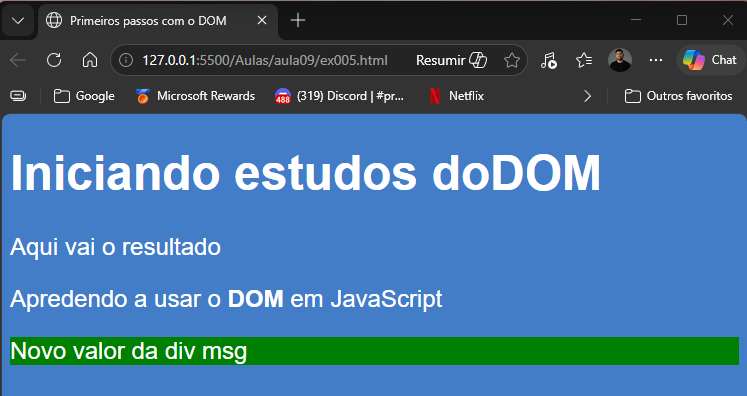 Primeiros passos com o DOM
127.0.0.1:5500/Aulas/aula09/ex005.html Resumir Chat
Google Microsoft Rewards 488 (319) Discord | #pr... Netflix Outros favoritos
Iniciando estudos doDOM
Aqui vai o resultado
Apredendo a usar o DOM em JavaScript
Novo valor da div msg